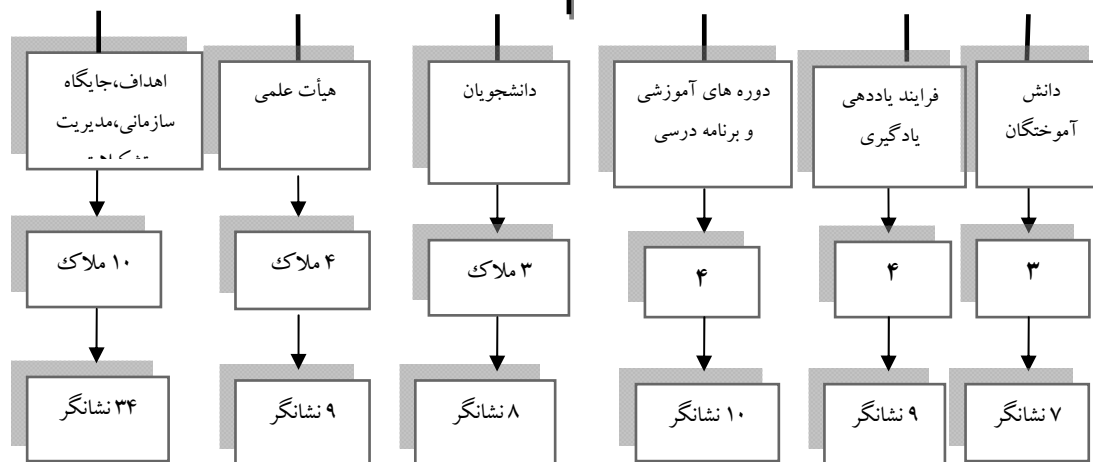 دانش
آموختگان
فرایند یاددهی
یادگیری
دوره های آموزشی
و برنامه درسی
دانشجویان
هیأت علمی
اهداف،جایگاه
سازمانی،مدیریت
۳
۴
۴
۳ ملاک
۴ ملاک
۱۰ ملاک
۷ نشانگر
۹ نشانگر
۱۰ نشانگر
۸ نشانگر
۹ نشانگر
۳۴ نشانگر